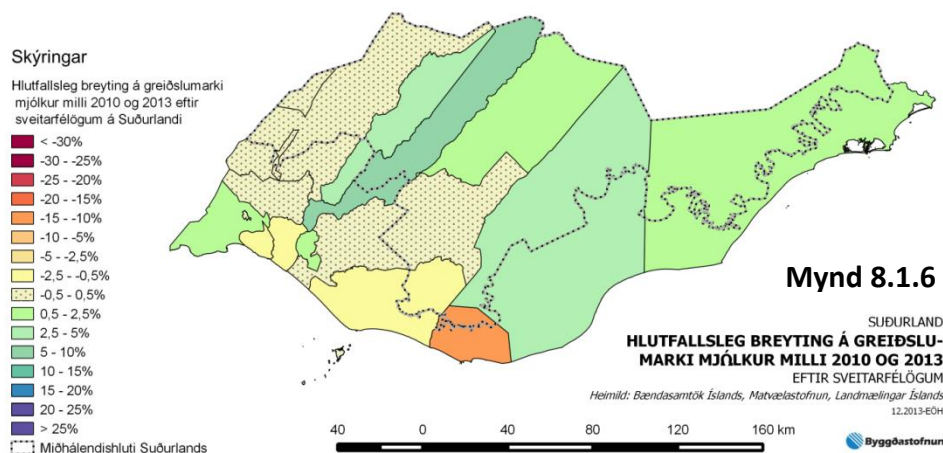 Skýringar
Hlutfallsleg breyting á greiðslumarki
mjólkur milli 2010 og 2013 eftir
sveitarfélögum á Suðurlandi
< -30%
-30 - -25%
-25 - -20%
-20 - -15%
-15 - -10%
-10 - -5%
-5 - -2,5%
-2,5 - -0,5%
-0,5 - 0,5%
0,5 - 2,5%
2,5 - 5%
5 - 10%
10 - 15%
15 - 20%
20 - 25%
> 25%
Miðhálendishluti Suðurlands
Mynd 8.1.6
SUÐURLAND
HLUTFALLSLEG BREYTING Á GREIÐSLU-
MARKI MJÓLKUR MILLI 2010 OG 2013
EFTIR SVEITARFÉLÖGUM
Heimild: Bændasamtök Íslands, Matvælastofnun, Landmælingar Íslands
12.2013-EÖH
40 0 40 80 120 160 km
Byggðastofnun